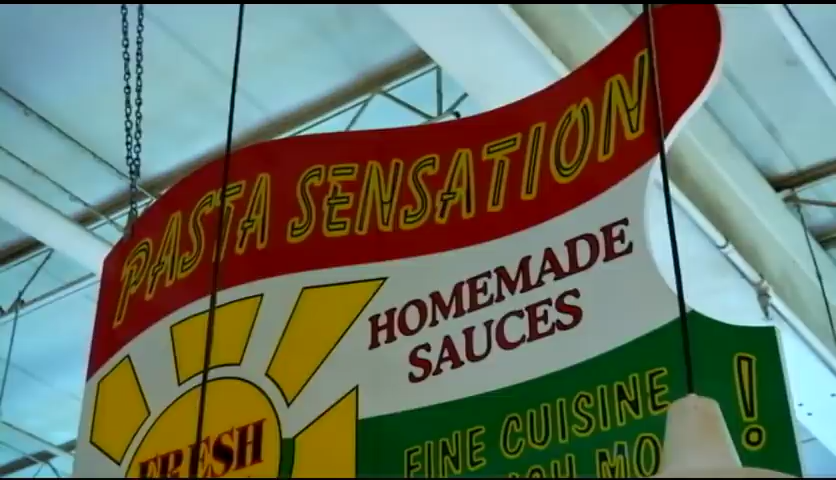 PASTA SENSATION
HOMEMADE
SAUCES
FRESH
FINE CUISINE
!